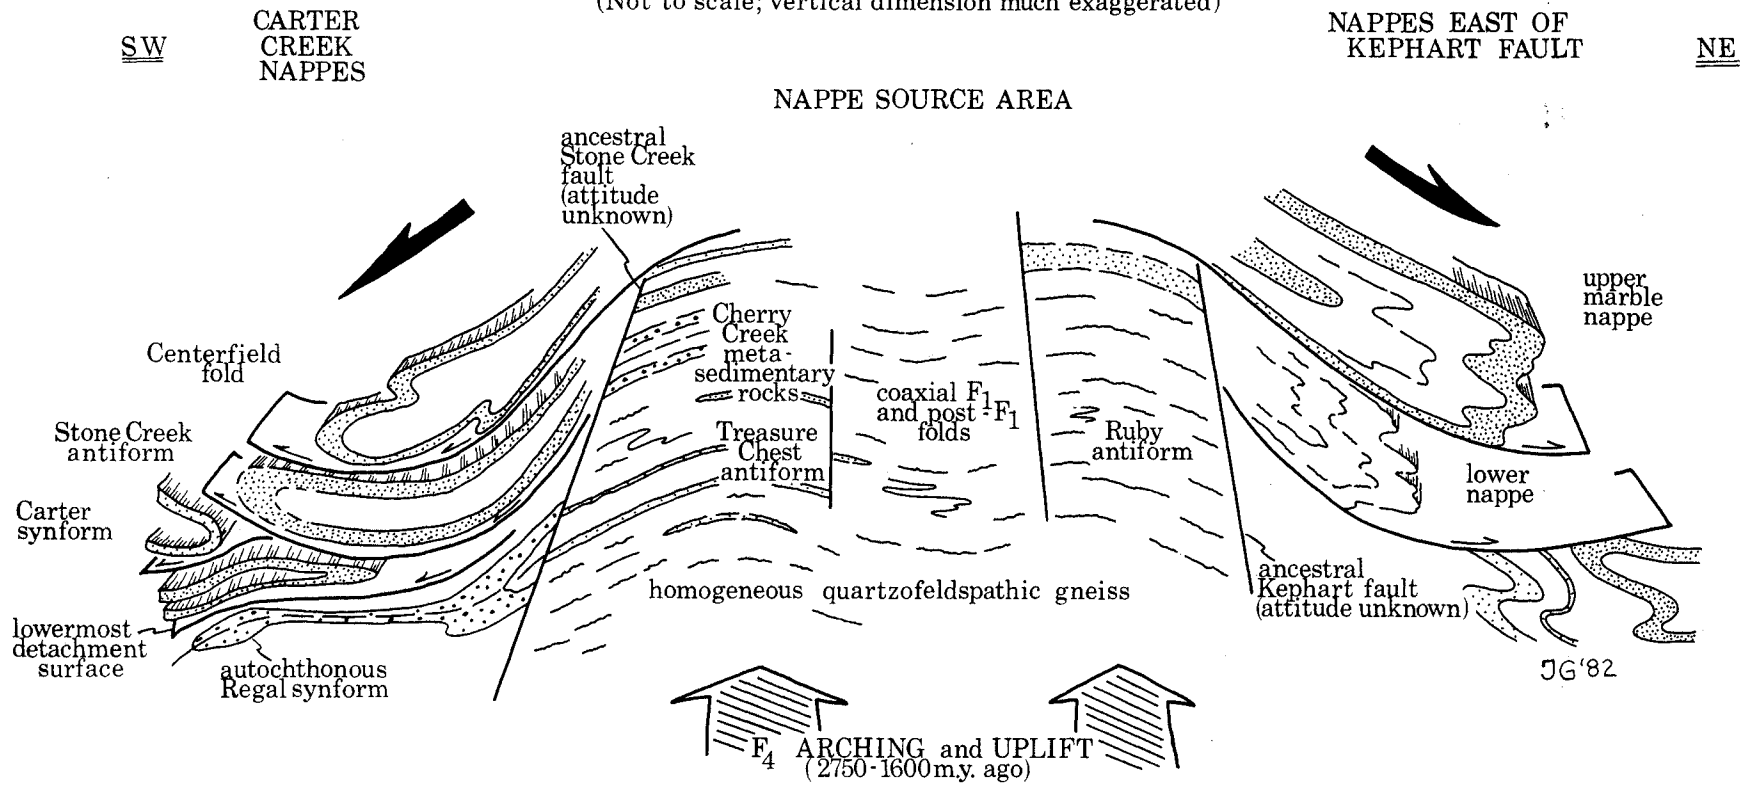 (Not to scale; vertical dimension much exaggerated)
SW
CARTER
CREEK
NAPPES
NAPPES EAST OF
KEPHART FAULT
NE
NAPPE SOURCE AREA
ancestral
Stone Creek
fault
(attitude
unknown)
upper
marble
nappe
Centerfield
fold
Cherry
Creek
meta-
sedimentary
rocks
coaxial F1
and post-F1
folds
Stone Creek
antiform
Treasure
Chest
antiform
Ruby
antiform
lower
nappe
Carter
synform
homogeneous quartzofeldspathic gneiss
ancestral
Kephart fault
(attitude unknown)
lowermost
detachment
surface
autochthonous
Regal synform
JG'82
F4 ARCHING and UPLIFT
(2750-1600 m.y. ago)